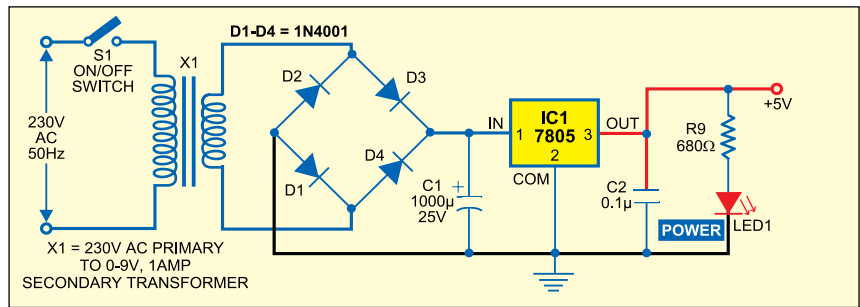 D1-D4 = 1N4001
S1
ON/OFF
SWITCH
X1
230V
AC
50Hz
D2
D3
D1
D4
IN
IC1
7805
1
3
2
OUT
COM
C1
1000µ
25V
+
C2
0.1µ
R9
680Ω
+5V
LED1
POWER
X1 = 230V AC PRIMARY
TO 0-9V, 1AMP
SECONDARY TRANSFORMER